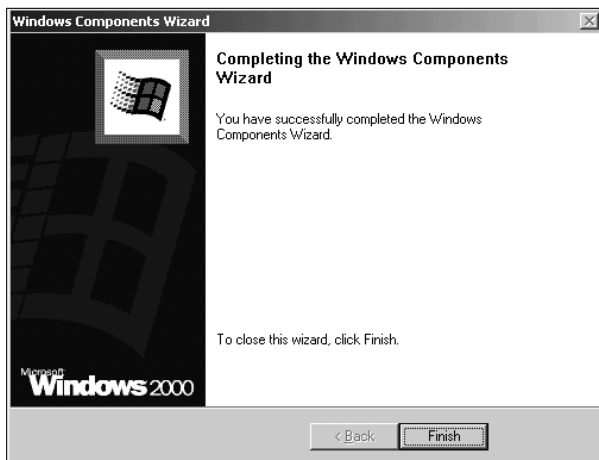 Windows Components Wizard
Completing the Windows Components
Wizard
You have successfully completed the Windows
Components Wizard.
To close this wizard, click Finish.
Microsoft
Windows 2000
< Back
Finish